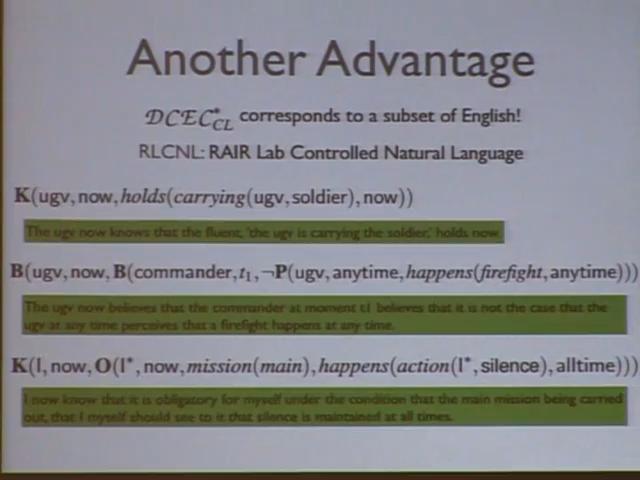 Another Advantage
𝒟𝒞ℰ𝒞*CL corresponds to a subset of English!
RLCNL: RAIR Lab Controlled Natural Language
K(ugv, now, holds(carrying(ugv, soldier), now))
The ugv now knows that the fluent, 'the ugv is carrying the soldier,' holds now.
B(ugv, now, B(commander, t₁, ¬P(ugv, anytime, happens(firefight, anytime)))
The ugv now believes that the commander at moment t1 believes that it is not the case that the
ugv at any time perceives that a firefight happens at any time.
K(I, now, O(I*, now, mission(main), happens(action(I*, silence), alltime)))
I now know that it is obligatory for myself under the condition that the main mission being carried
out, that I myself should see to it that silence is maintained at all times.